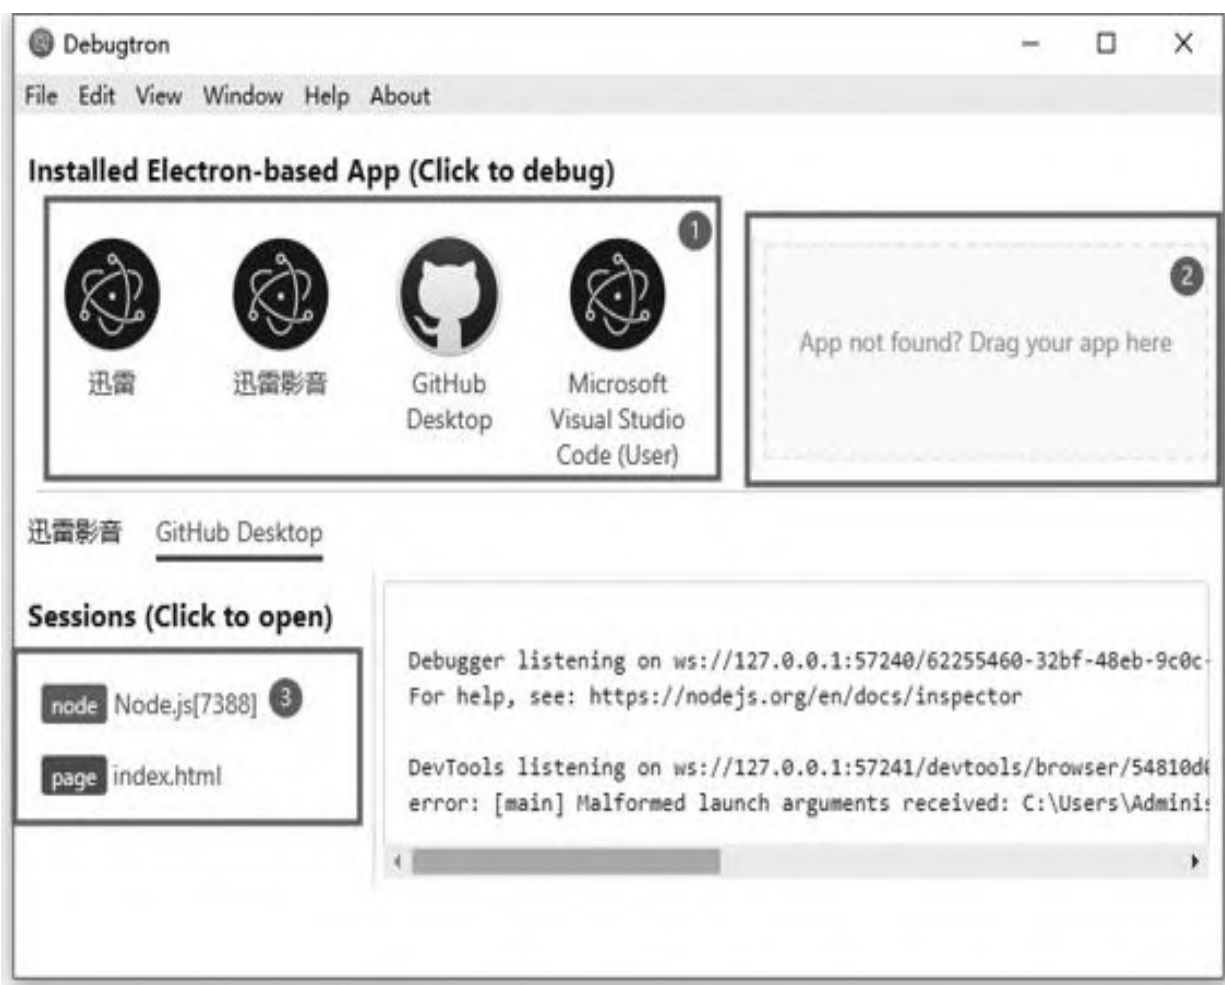 Debugtron
File Edit View Window Help About
Installed Electron-based App (Click to debug)
1
迅雷
迅雷影音
GitHub
Desktop
Microsoft
Visual Studio
Code (User)
2
App not found? Drag your app here
迅雷影音 GitHub Desktop
Sessions (Click to open)
node Node.js[7388] 3
page index.html
Debugger listening on ws://127.0.0.1:57240/62255460-32bf-48eb-9c0c-
For help, see: https://nodejs.org/en/docs/inspector
DevTools listening on ws://127.0.0.1:57241/devtools/browser/54810d
error: [main] Malformed launch arguments received: C:\Users\Adminis